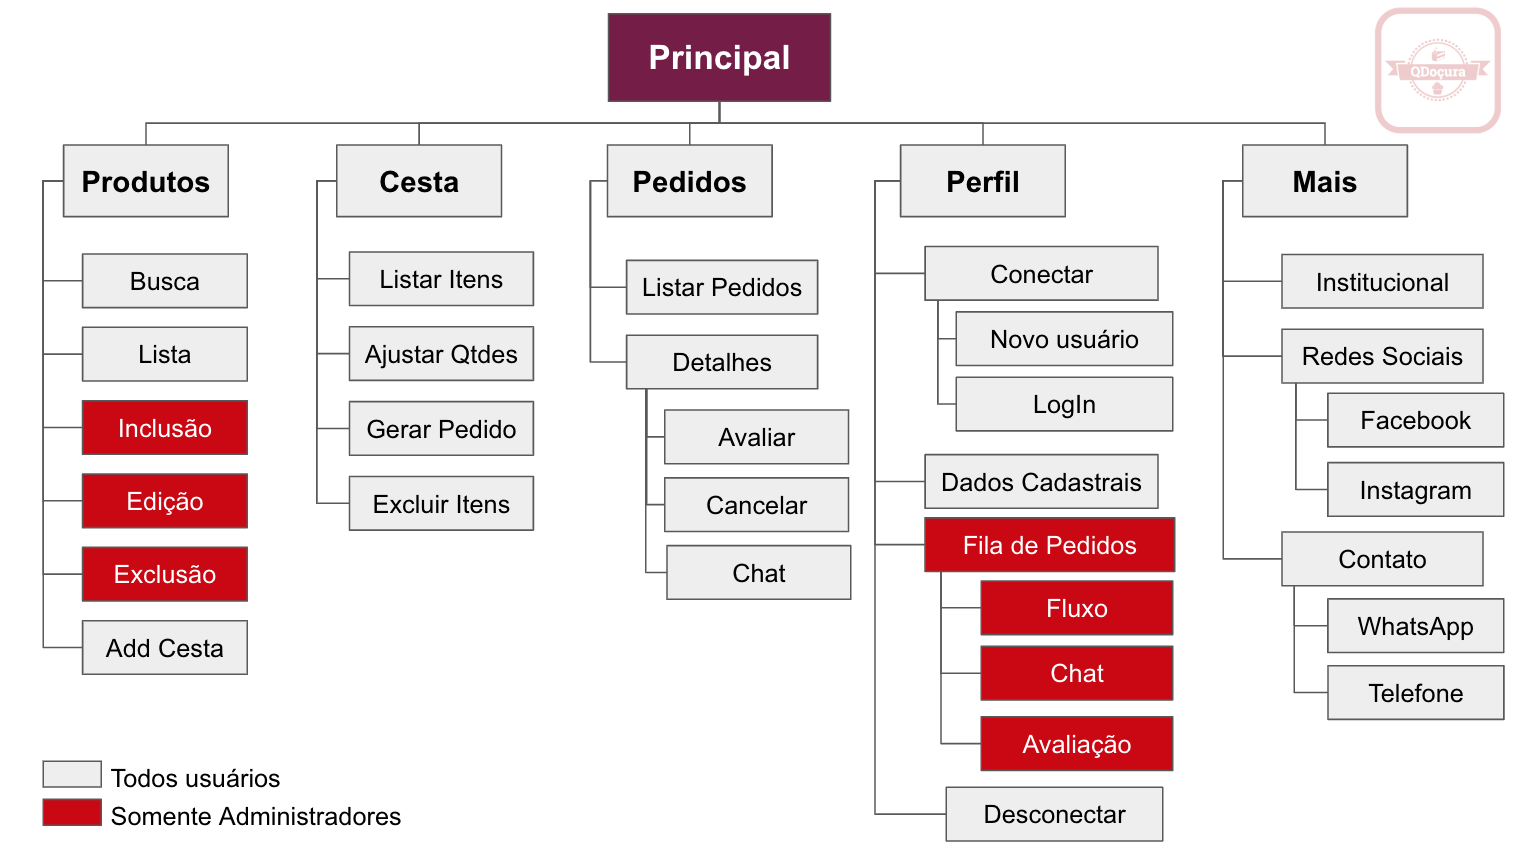 Principal
QDoçura
Produtos
Busca
Lista
Inclusão
Edição
Exclusão
Add Cesta
Cesta
Listar Itens
Ajustar Qtdes
Gerar Pedido
Excluir Itens
Pedidos
Listar Pedidos
Detalhes
Avaliar
Cancelar
Chat
Perfil
Conectar
Novo usuário
LogIn
Dados Cadastrais
Fila de Pedidos
Fluxo
Chat
Avaliação
Desconectar
Mais
Institucional
Redes Sociais
Facebook
Instagram
Contato
WhatsApp
Telefone
Todos usuários
Somente Administradores